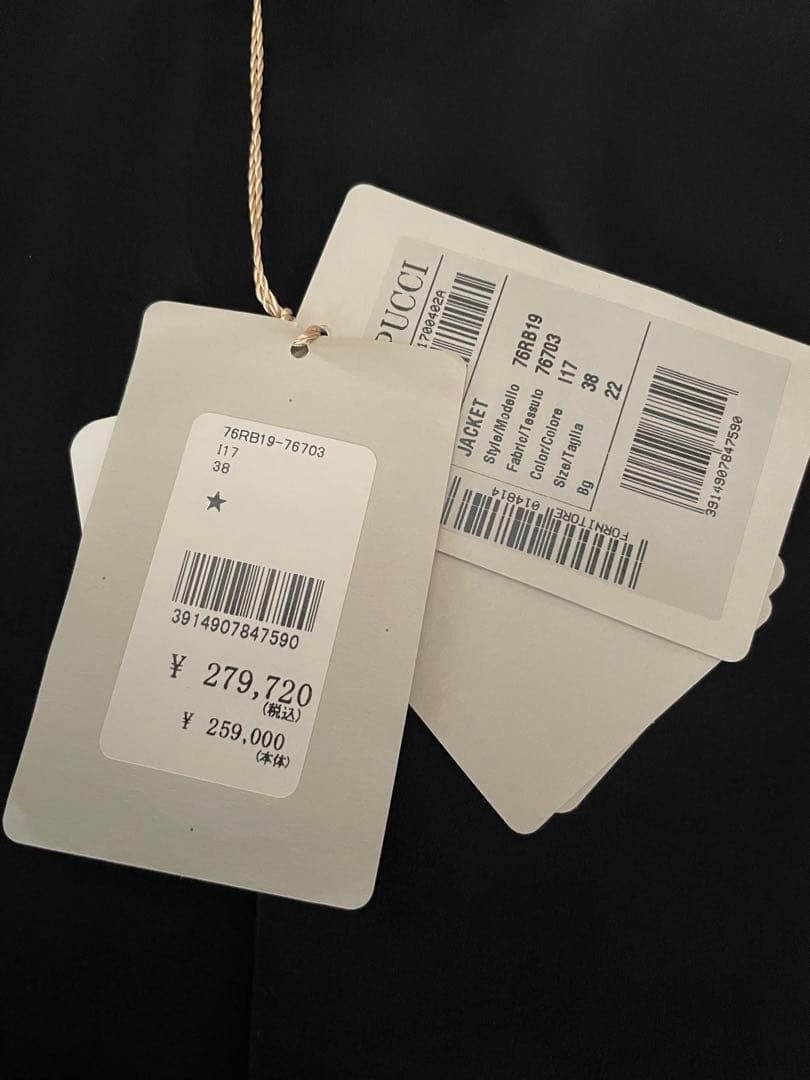 76RB19-76703
I17
38
★
3914907847590
¥ 279,720
(税込)
¥ 259,000
(本体)
PUCCI
1700402A
JACKET
Style/Modello 76RB19
Fabric/Tessuto 76703
Color/Colore I17
Size/Taglia 38
Bg 22
3914907847590
FORNITORE 014814